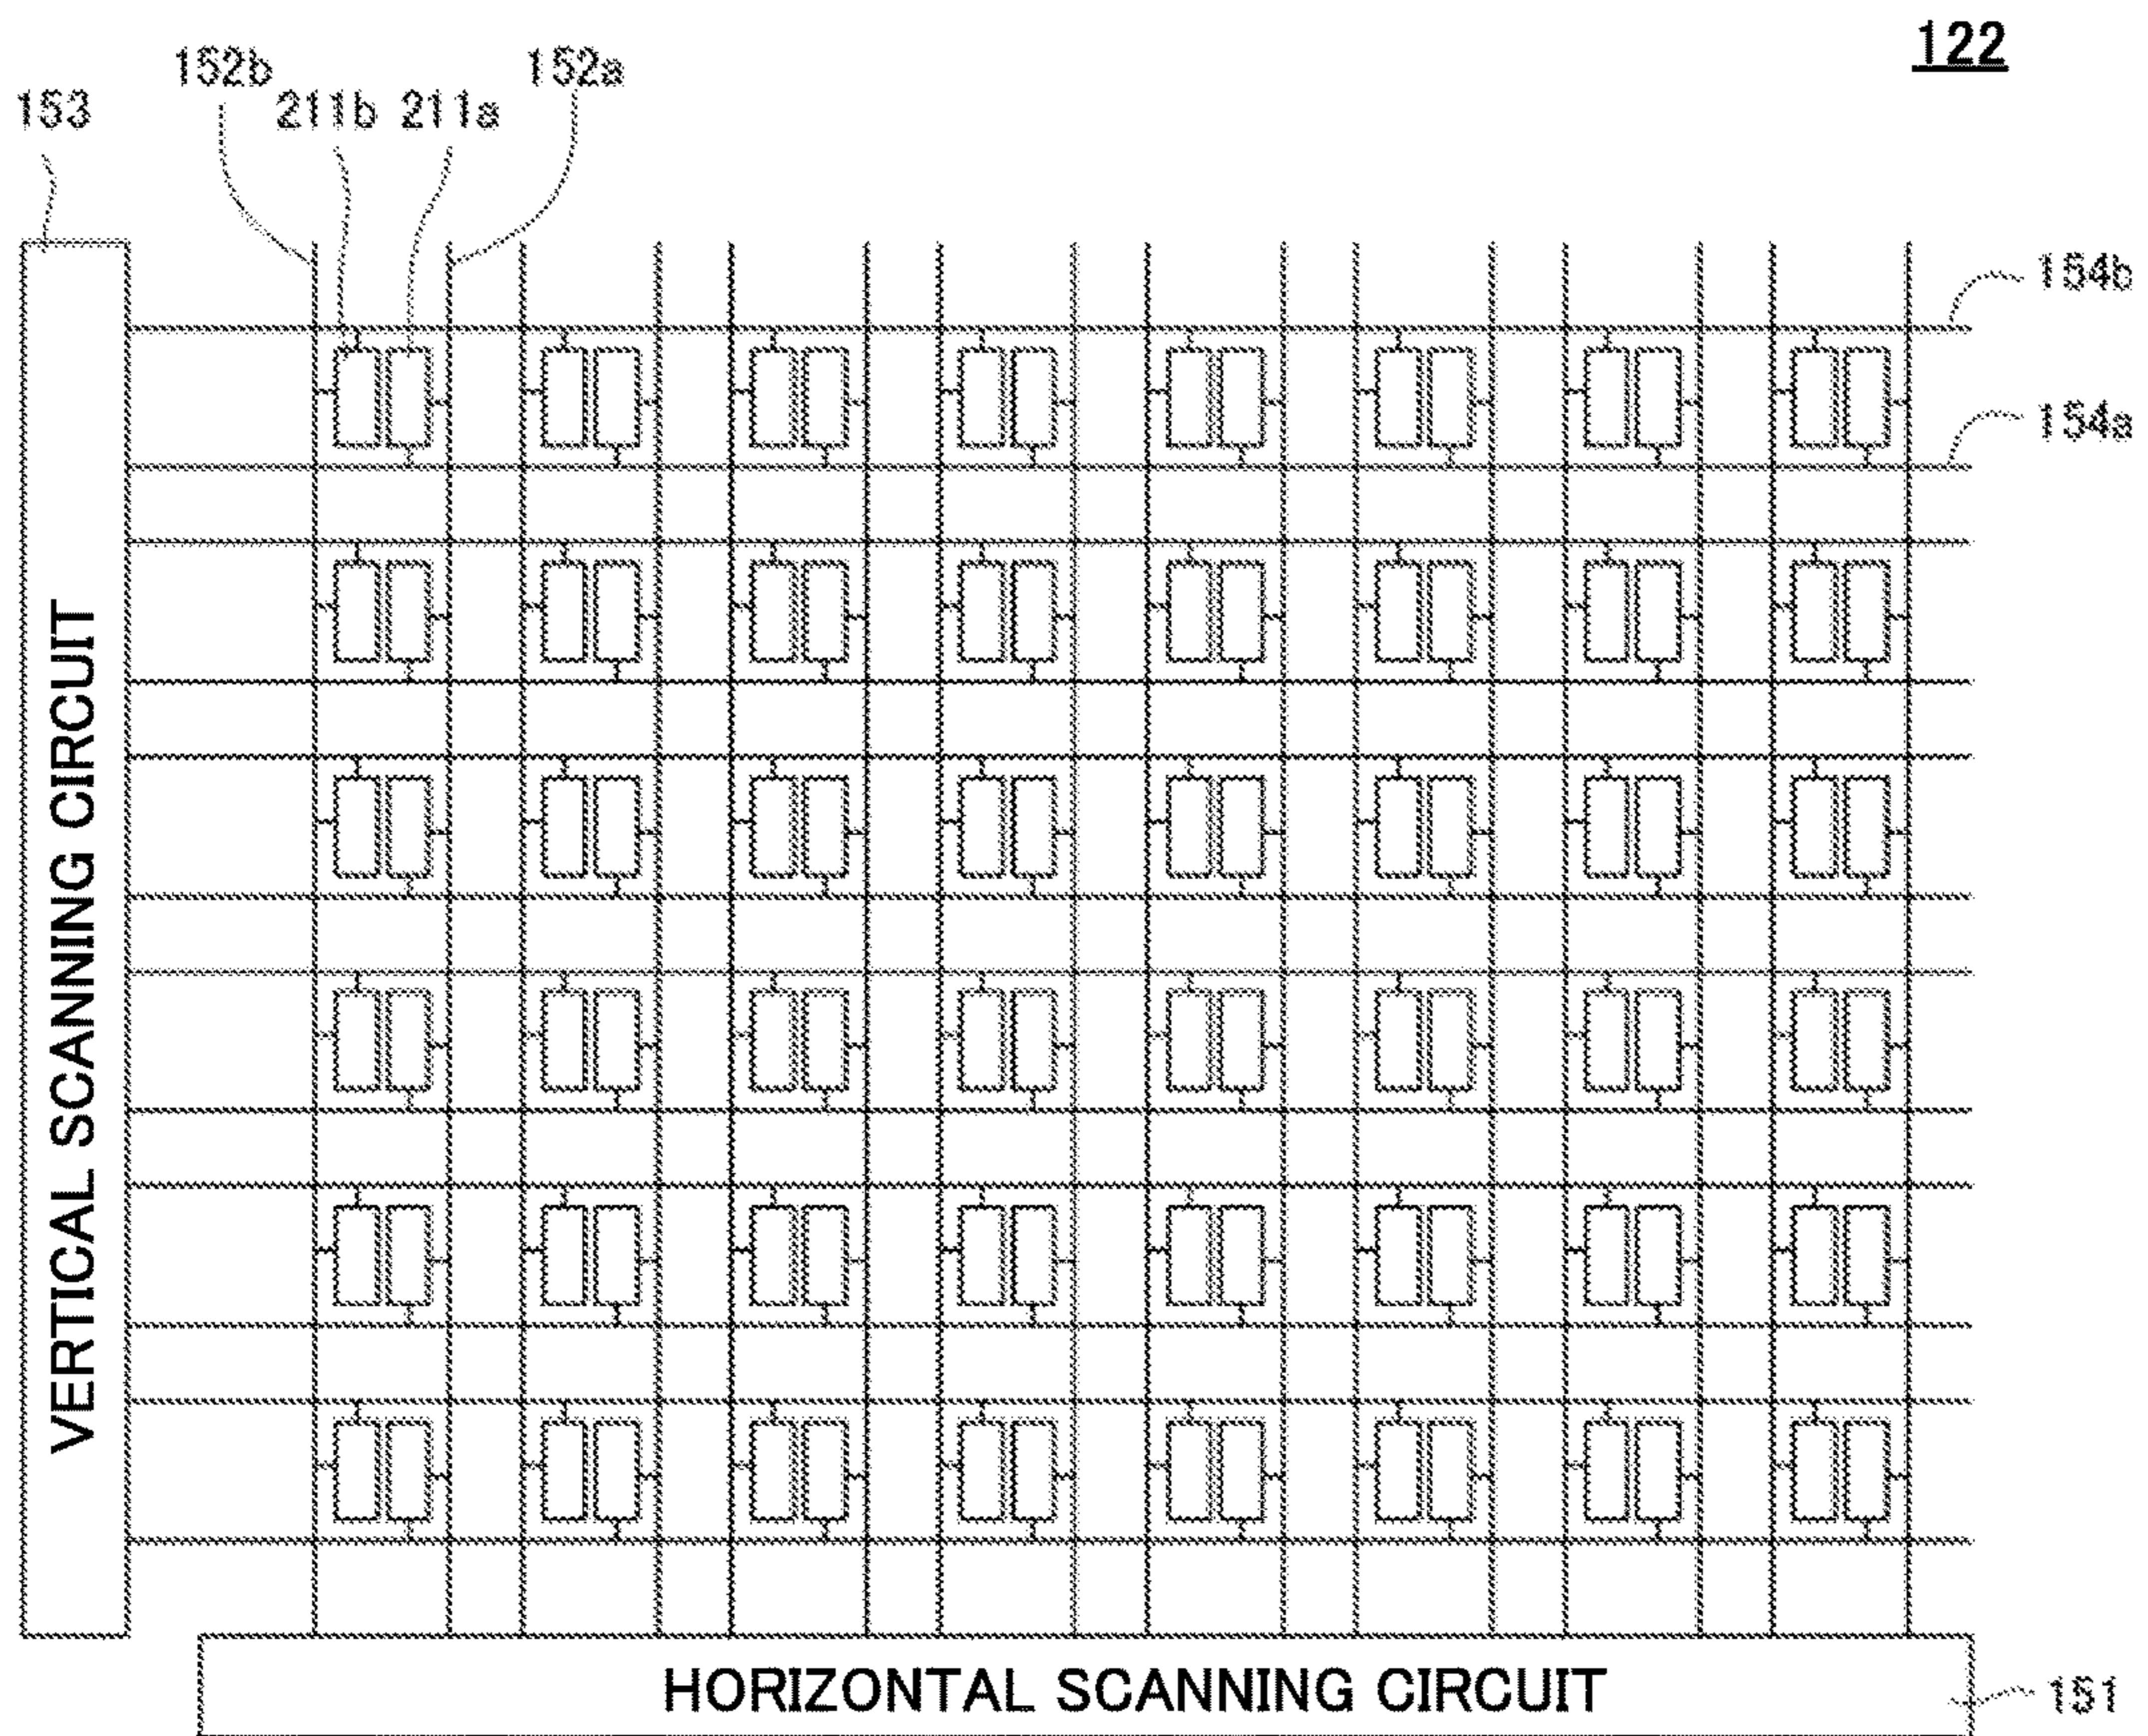 122
152b
152a
153
211b 211a
154b
154a
VERTICAL SCANNING CIRCUIT
HORIZONTAL SCANNING CIRCUIT
151